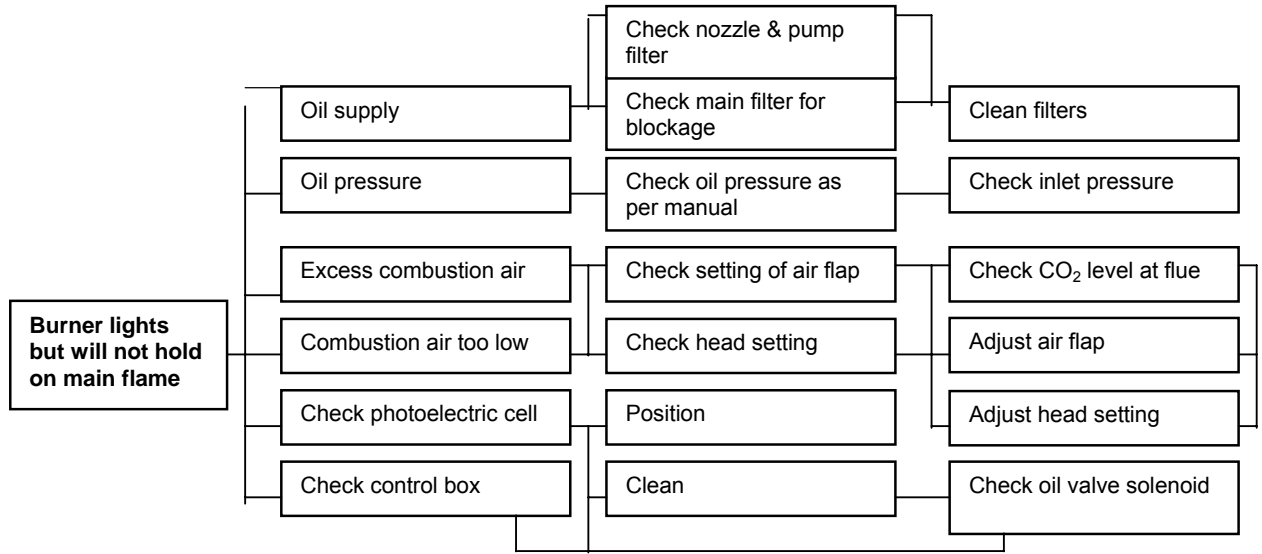 Check nozzle & pump
filter
Oil supply
Check main filter for
blockage
Clean filters
Oil pressure
Check oil pressure as
per manual
Check inlet pressure
Excess combustion air
Check setting of air flap
Check CO₂ level at flue
Burner lights
but will not hold
on main flame
Combustion air too low
Check head setting
Adjust air flap
Check photoelectric cell
Position
Adjust head setting
Check control box
Clean
Check oil valve solenoid